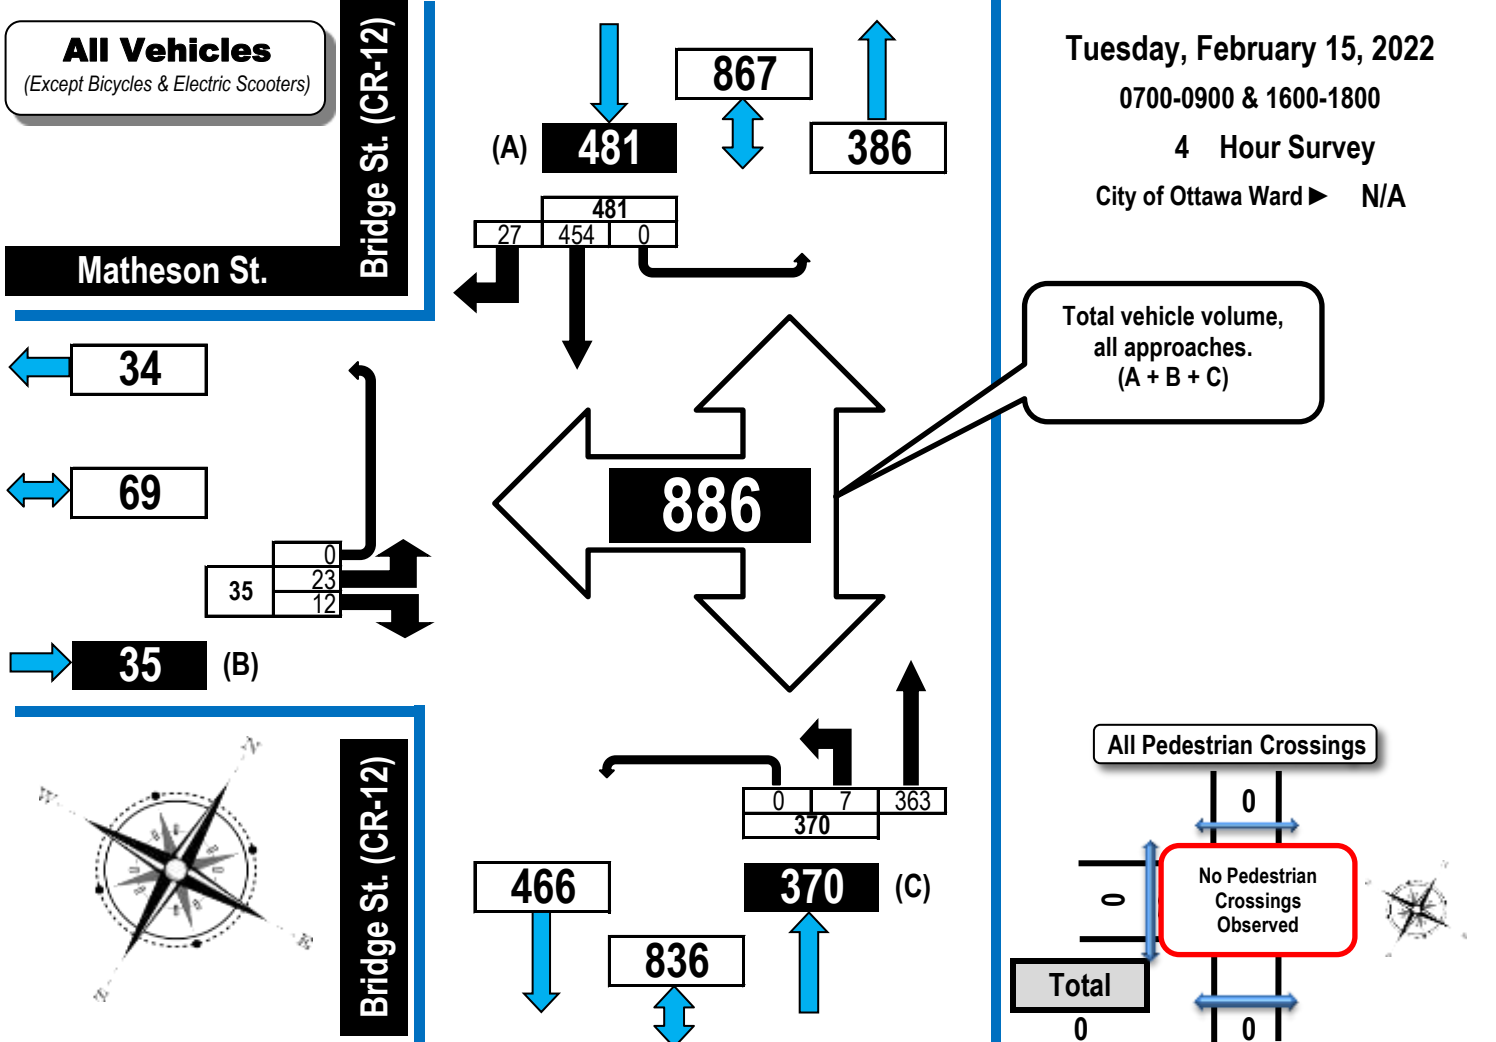 All Vehicles
(Except Bicycles & Electric Scooters)
Bridge St. (CR-12)
Matheson St.
867
(A) 481
386
481
27 454 0
Tuesday, February 15, 2022
0700-0900 & 1600-1800
4 Hour Survey
City of Ottawa Ward ► N/A
Total vehicle volume,
all approaches.
(A + B + C)
34
69
886
0
35 23
12
35 (B)
N
W
E
S
Bridge St. (CR-12)
0 7 363
370
466
370 (C)
836
All Pedestrian Crossings
0
0
No Pedestrian
Crossings
Observed
Total
0
0